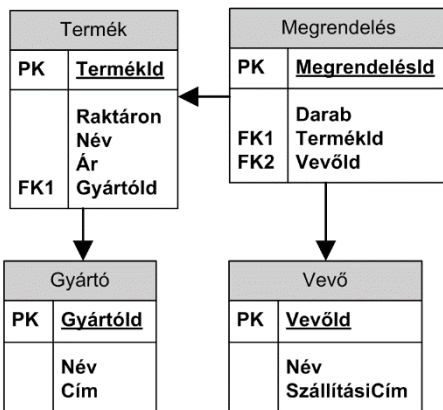 Termék
PK TermékId
Raktáron
Név
Ár
FK1 GyártóId
Megrendelés
PK MegrendelésId
Darab
FK1 TermékId
FK2 VevőId
Gyártó
PK GyártóId
Név
Cím
Vevő
PK VevőId
Név
SzállításiCím